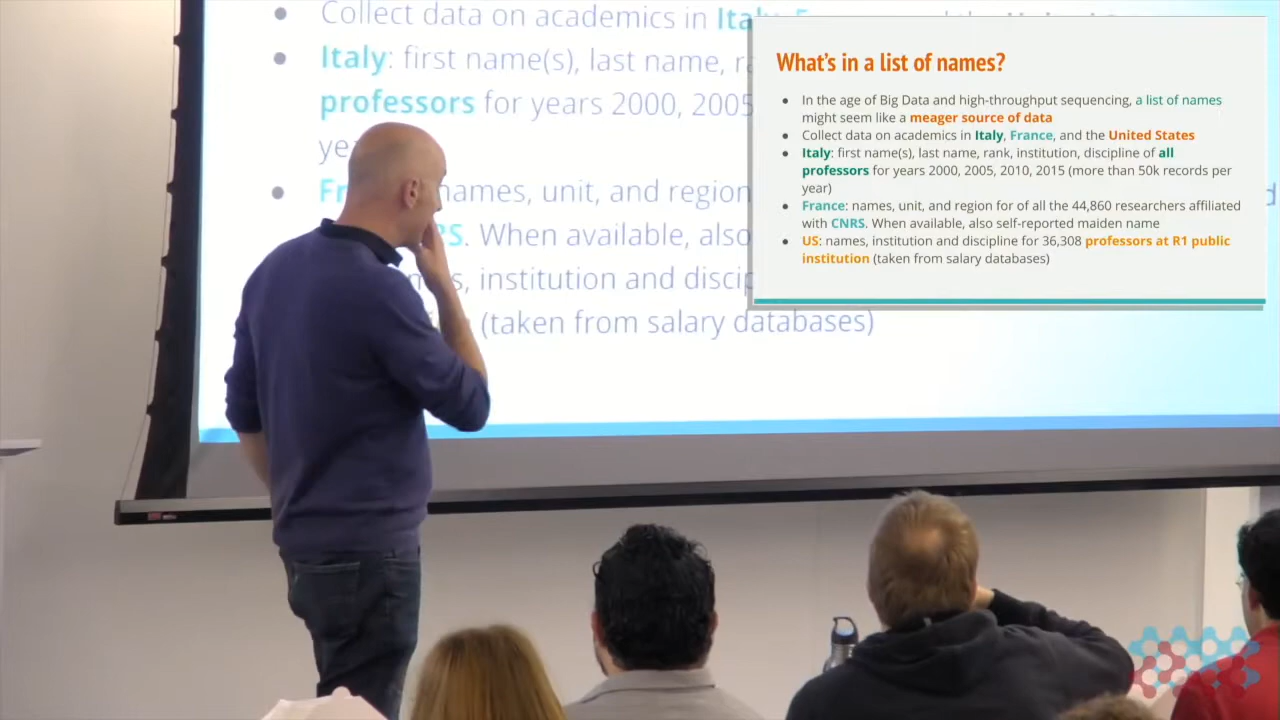 Collect data on academics in Italy
Italy: first name(s), last name,
professors for years 2000, 2005
names, unit, and region
When available, also
institution and
(taken from salary databases)
What's in a list of names?
In the age of Big Data and high-throughput sequencing, a list of names
might seem like a meager source of data
Collect data on academics in Italy, France, and the United States
Italy: first name(s), last name, rank, institution, discipline of all
professors for years 2000, 2005, 2010, 2015 (more than 50k records per
year)
France: names, unit, and region for of all the 44,860 researchers affiliated
with CNRS. When available, also self-reported maiden name
US: names, institution and discipline for 36,308 professors at R1 public
institution (taken from salary databases)